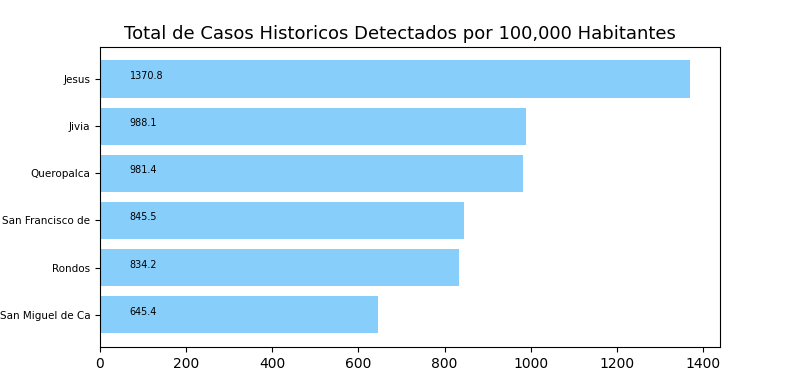 Total de Casos Historicos Detectados por 100,000 Habitantes
Jesus 1370.8
Jivia 988.1
Queropalca 981.4
San Francisco de 845.5
Rondos 834.2
San Miguel de Ca 645.4
0 200 400 600 800 1000 1200 1400